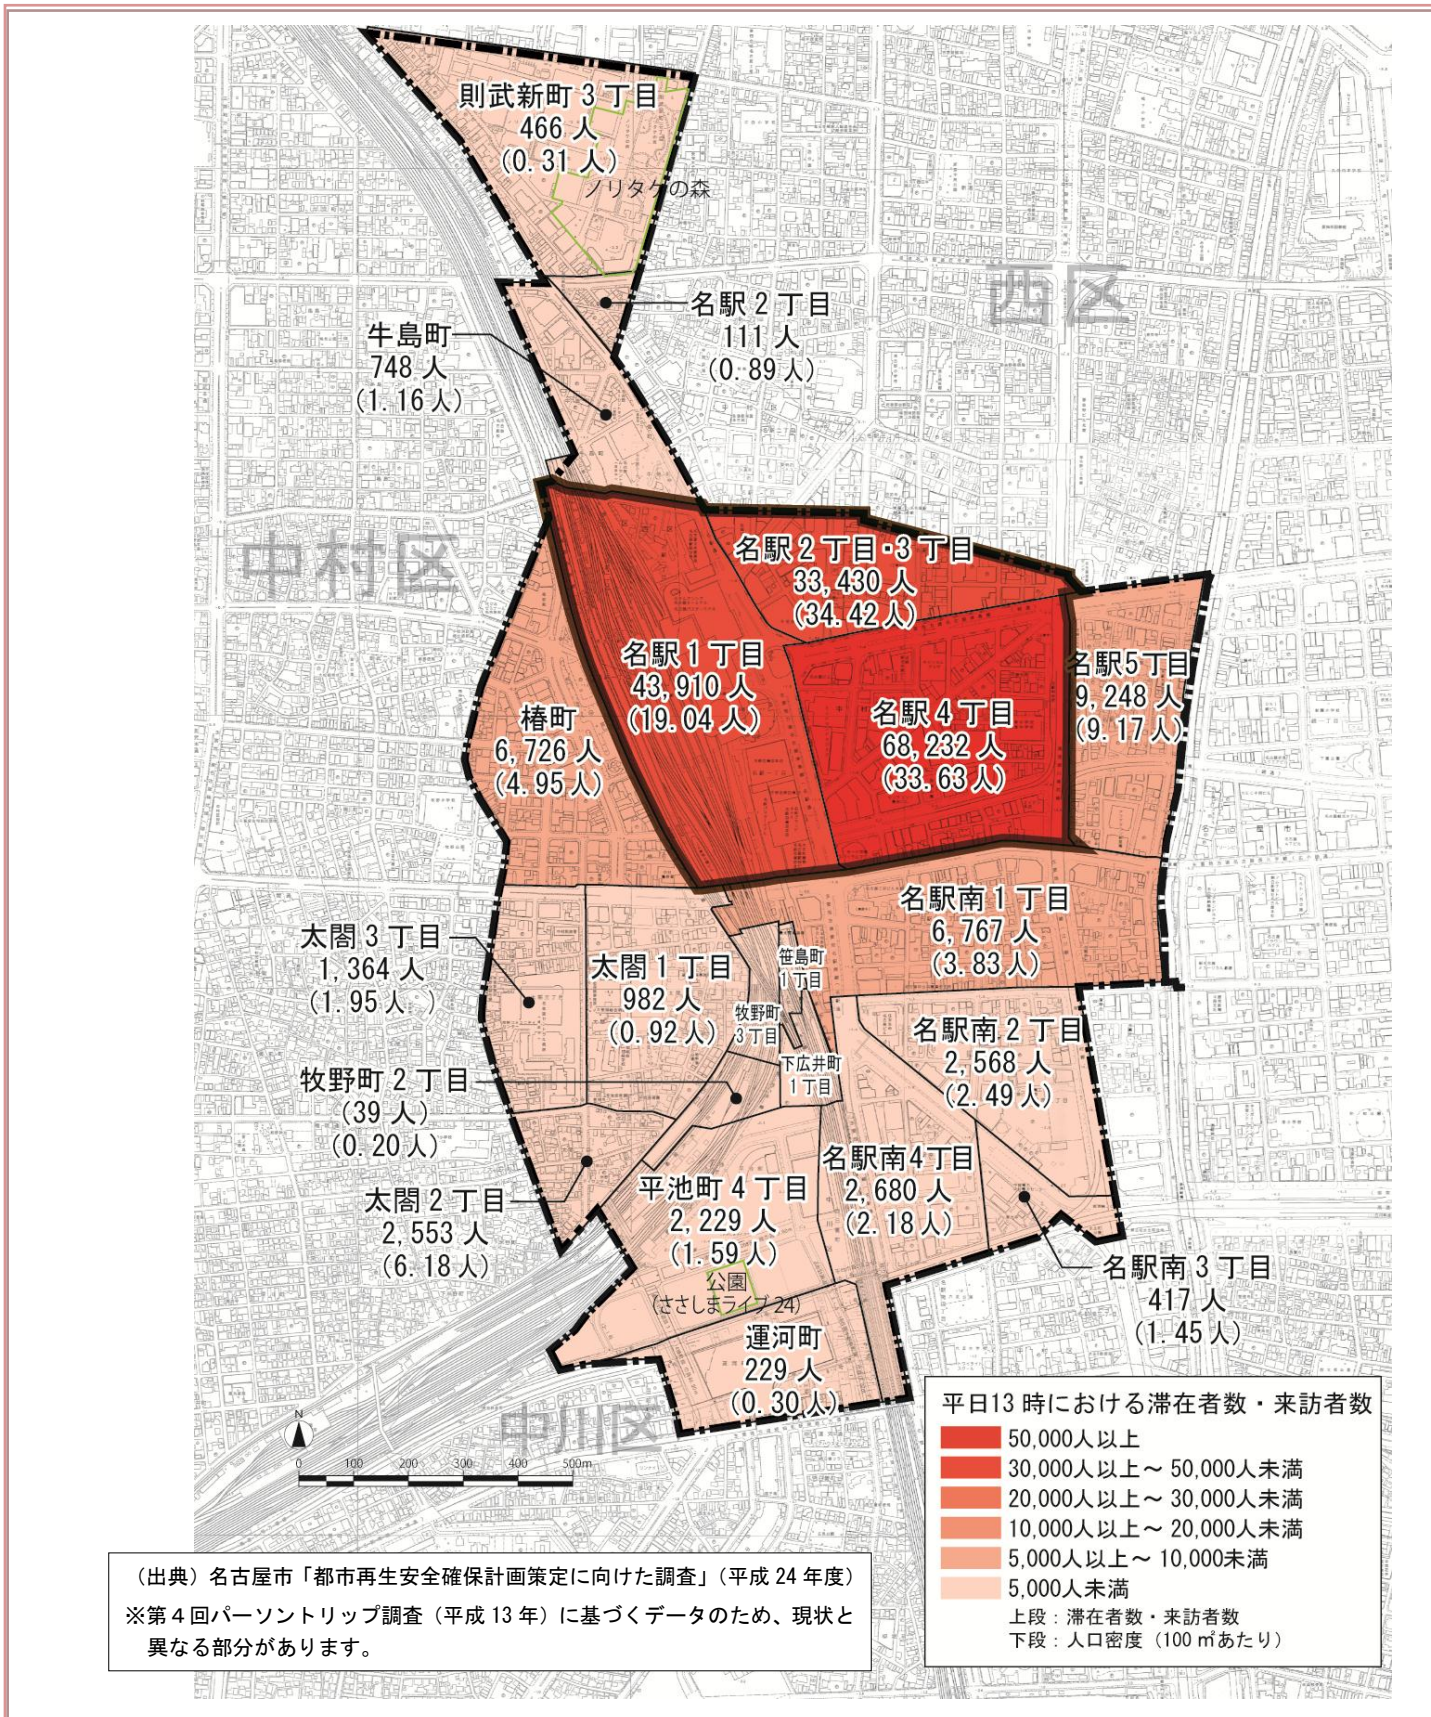 則武新町 3 丁目
466 人
(0.31 人)
ノリタケの森
西区
名駅 2 丁目
111 人
(0.89 人)
牛島町
748 人
(1.16 人)
中村区
名駅 2 丁目・3 丁目
33,430 人
(34.42 人)
名駅 1 丁目
43,910 人
(19.04 人)
名駅 4 丁目
68,232 人
(33.63 人)
名駅 5 丁目
9,248 人
(9.17 人)
椿町
6,726 人
(4.95 人)
名駅南 1 丁目
6,767 人
(3.83 人)
太閤 3 丁目
1,364 人
(1.95 人 )
太閤 1 丁目
982 人
(0.92 人)
笹島町
1 丁目
牧野町
3 丁目
下広井町
1 丁目
名駅南 2 丁目
2,568 人
(2.49 人)
牧野町 2 丁目
(39 人)
(0.20 人)
太閤 2 丁目
2,553 人
(6.18 人)
平池町 4 丁目
2,229 人
(1.59 人)
公園
(ささしまライブ 24)
名駅南 4 丁目
2,680 人
(2.18 人)
名駅南 3 丁目
417 人
(1.45 人)
運河町
229 人
(0.30 人)
中川区
N
0 100 200 300 400 500m
平日13 時における滞在者数・来訪者数
50,000人以上
30,000人以上～ 50,000人未満
20,000人以上～ 30,000人未満
10,000人以上～ 20,000人未満
5,000人以上～ 10,000未満
5,000人未満
上段：滞在者数・来訪者数
下段：人口密度（100 ㎡あたり）
（出典）名古屋市「都市再生安全確保計画策定に向けた調査」（平成 24 年度）
※第４回パーソントリップ調査（平成 13 年）に基づくデータのため、現状と
異なる部分があります。